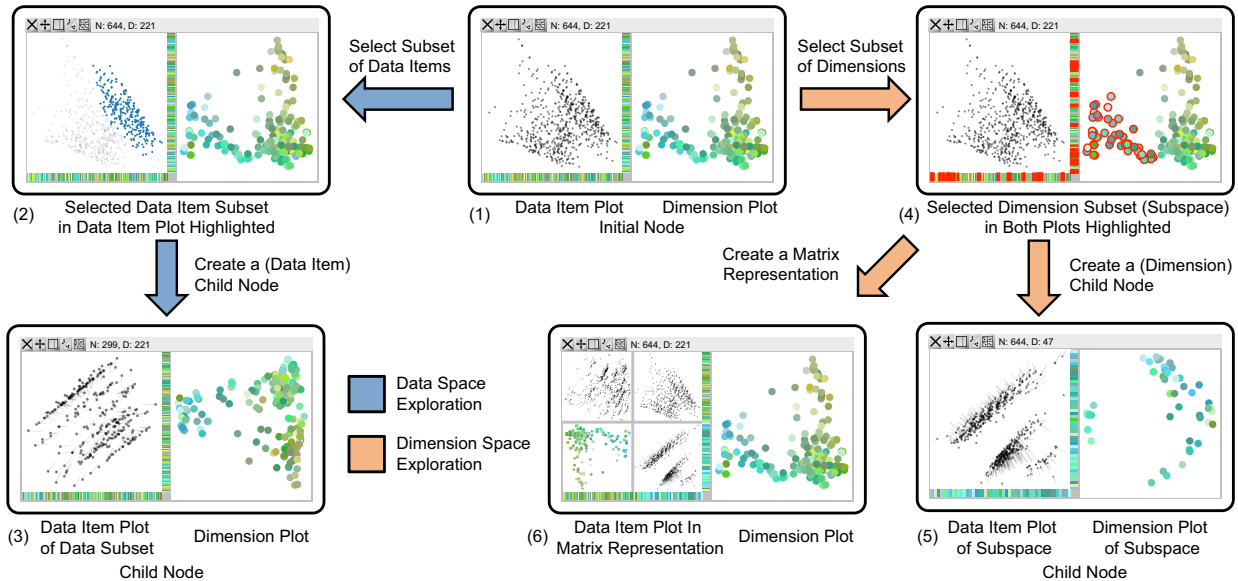 N: 644, D: 221
Select Subset
of Data Items
N: 644, D: 221
Select Subset
of Dimensions
N: 644, D: 221
(2)
Selected Data Item Subset
in Data Item Plot Highlighted
(1)
Data Item Plot
Dimension Plot
Initial Node
(4)
Selected Dimension Subset (Subspace)
in Both Plots Highlighted
Create a (Data Item)
Child Node
Create a Matrix
Representation
Create a (Dimension)
Child Node
N: 299, D: 221
Data Space
Exploration
Dimension Space
Exploration
N: 644, D: 221
N: 644, D: 47
(3)
Data Item Plot
of Data Subset
Dimension Plot
Child Node
(6)
Data Item Plot In
Matrix Representation
Dimension Plot
(5)
Data Item Plot
of Subspace
Dimension Plot
of Subspace
Child Node